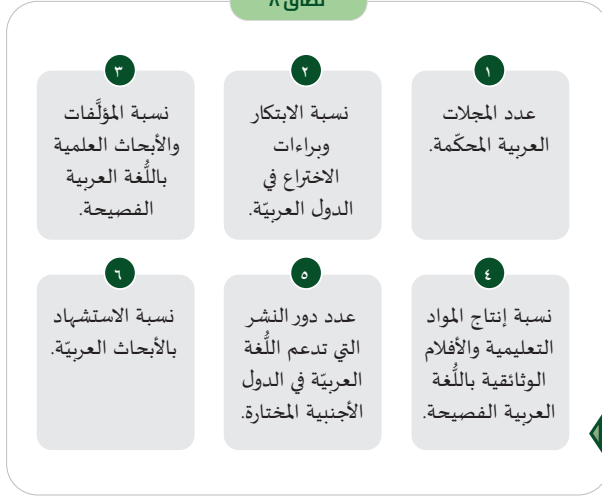 نطاق ٨
١
عدد المجلات
العربية المحكّمة.
٢
نسبة الابتكار
وبراءات
الاختراع في
الدول العربيّة.
٣
نسبة المؤلَّفات
والأبحاث العلمية
باللُّغة العربية
الفصيحة.
٤
نسبة إنتاج المواد
التعليمية والأفلام
الوثائقية باللُّغة
العربية الفصيحة.
٥
عدد دور النشر
التي تدعم اللُّغة
العربيّة في الدول
الأجنبية المختارة.
٦
نسبة الاستشهاد
بالأبحاث العربيّة.